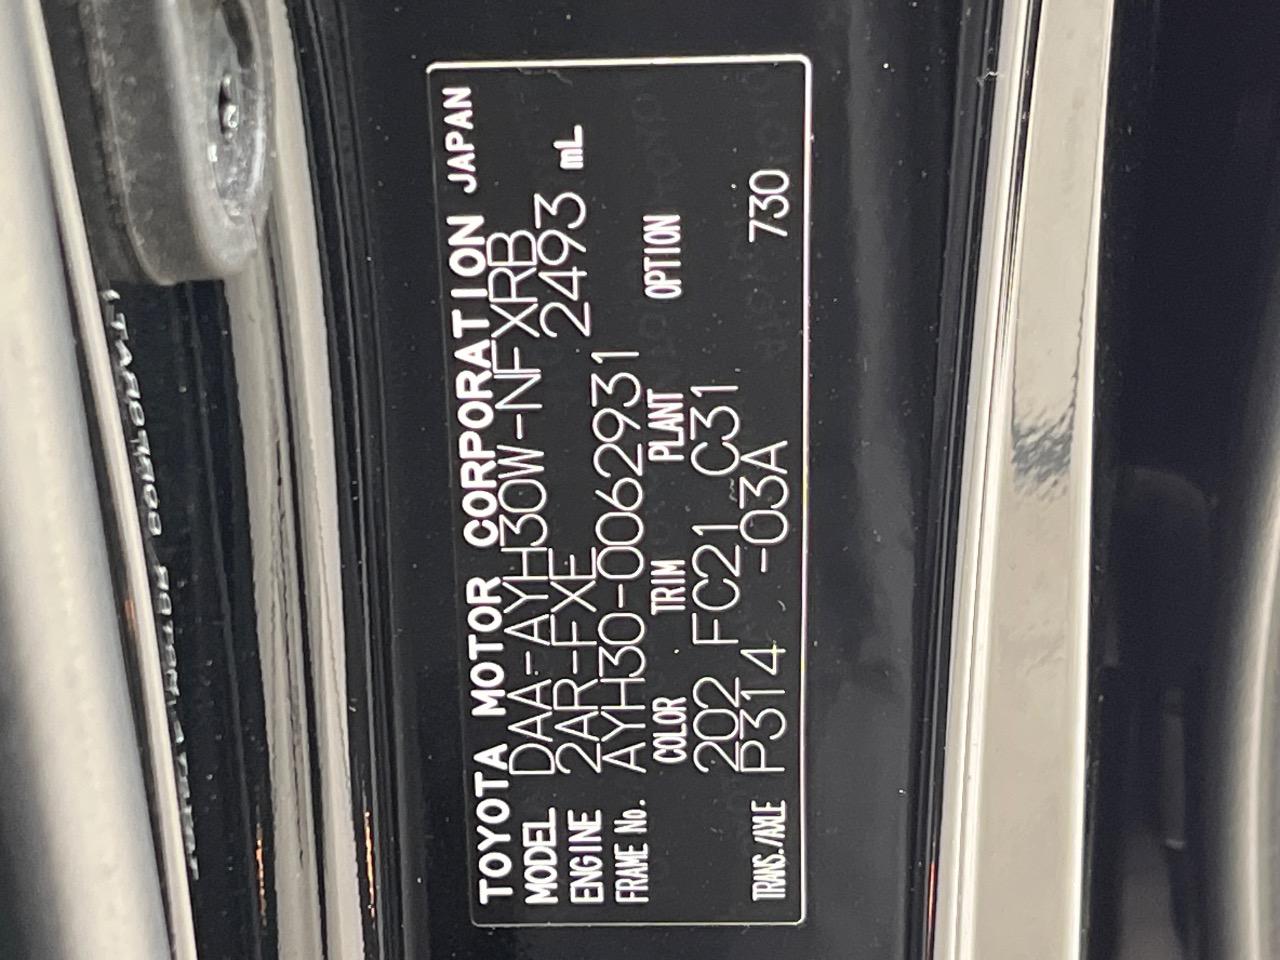 TOYOTA MOTOR CORPORATION JAPAN
MODEL DAA-AYH30W-NFXRB
ENGINE 2AR-FXE 2493 mL
FRAME No. AYH30-0062931
COLOR TRIM PLANT OPTION
202 FC21 C31
TRANS./AXLE P314 -03A 730